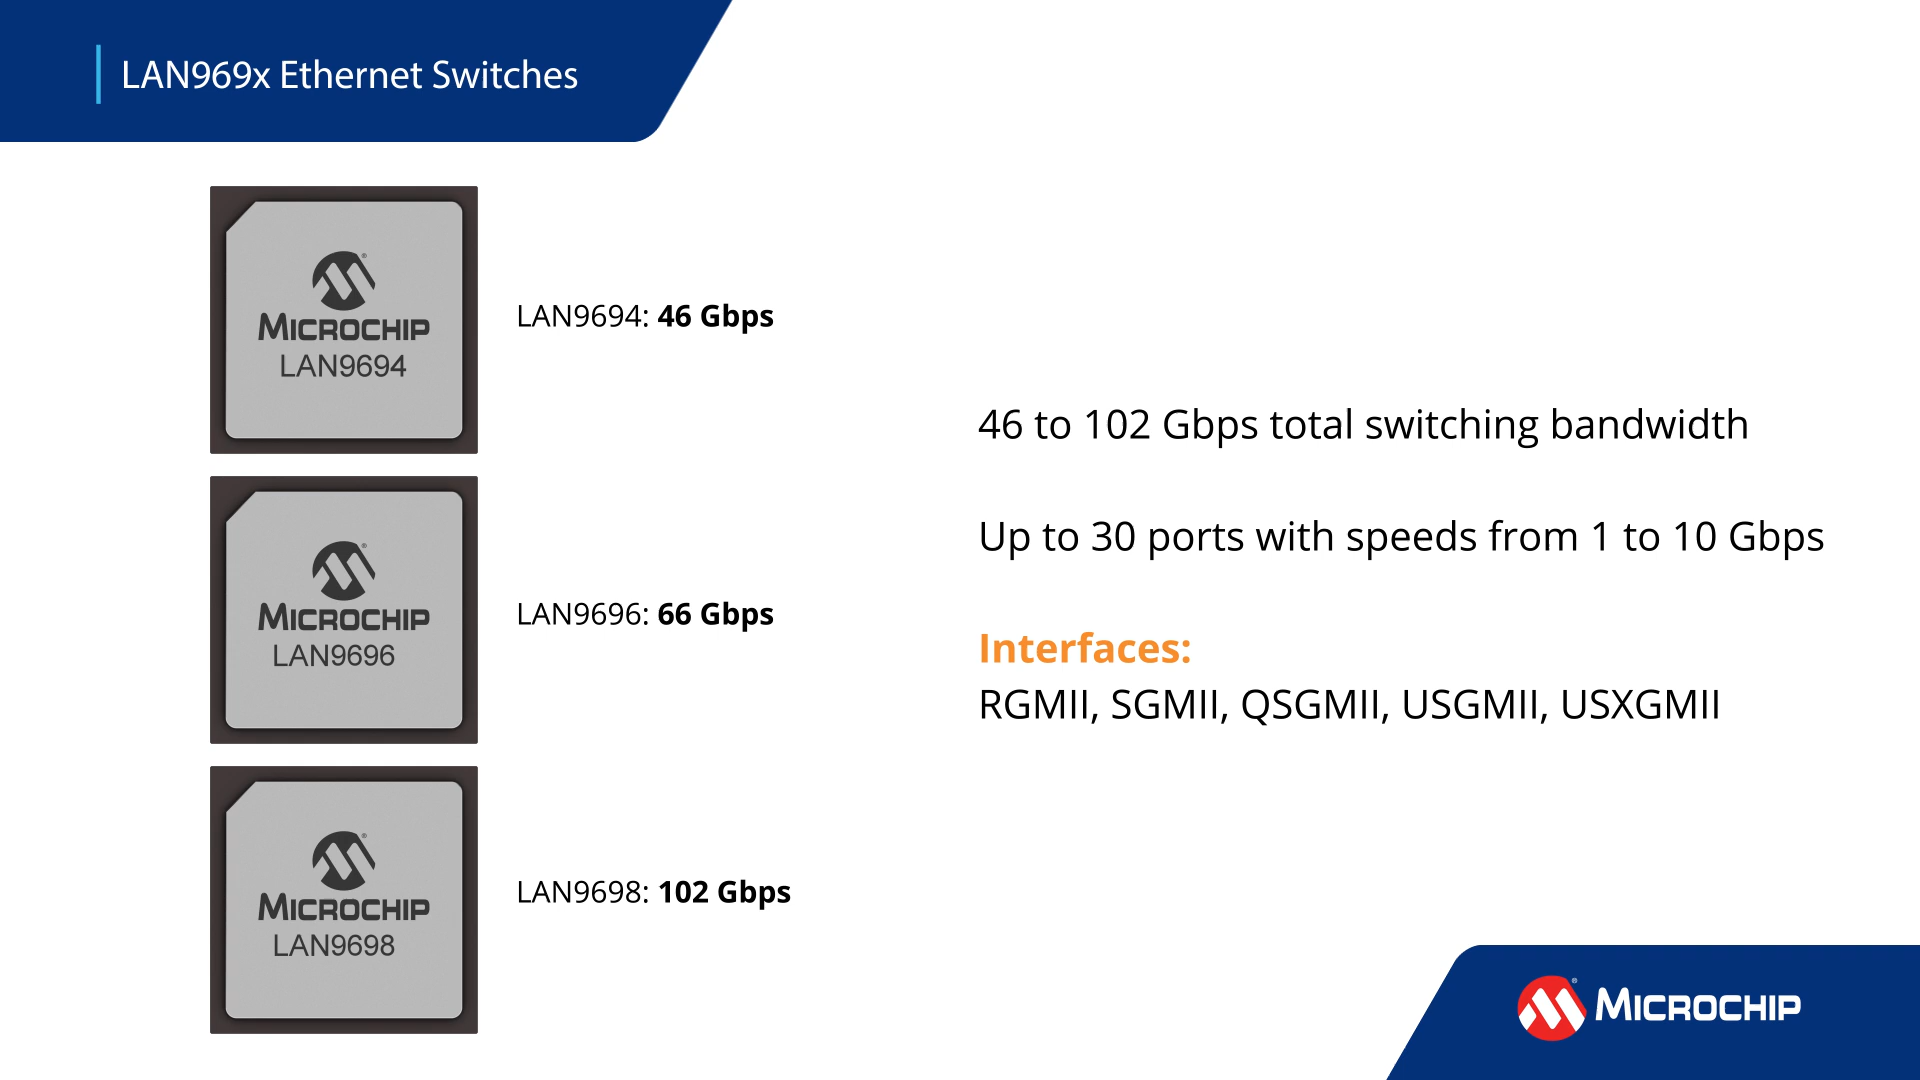 LAN969x Ethernet Switches
MICROCHIP
LAN9694
LAN9694: 46 Gbps
MICROCHIP
LAN9696
LAN9696: 66 Gbps
MICROCHIP
LAN9698
LAN9698: 102 Gbps
46 to 102 Gbps total switching bandwidth
Up to 30 ports with speeds from 1 to 10 Gbps
Interfaces:
RGMII, SGMII, QSGMII, USGMII, USXGMII
MICROCHIP